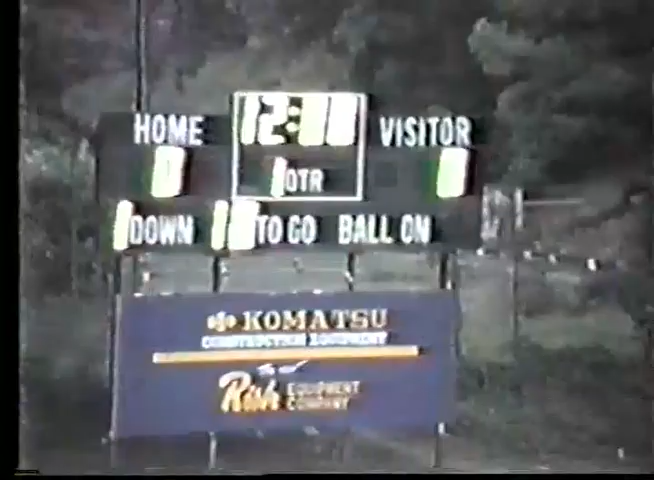 HOME 12:00 VISITOR
0 1 QTR 0
1 DOWN 10 TO GO BALL ON
KOMATSU
CONSTRUCTION EQUIPMENT
Rish EQUIPMENT
COMPANY